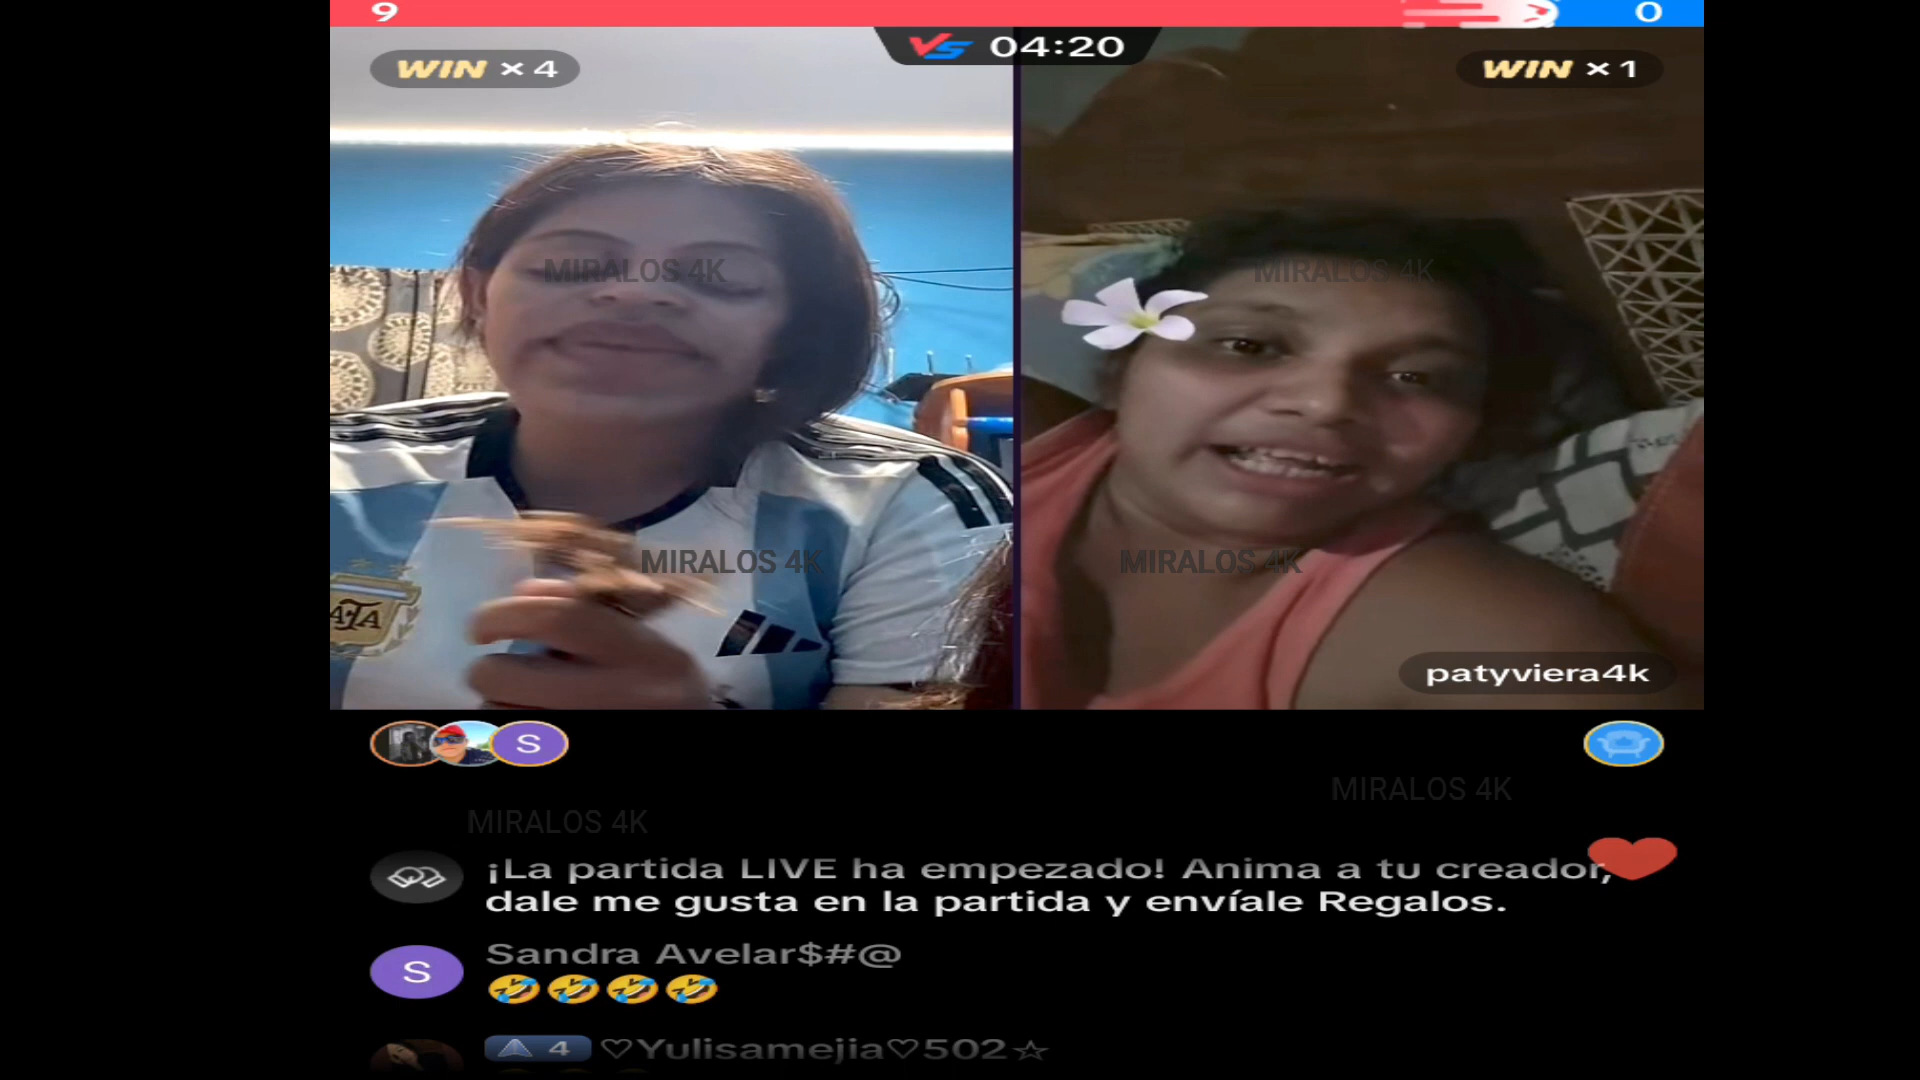 9
0
VS 04:20
WIN × 4
WIN × 1
MIRALOS 4K
MIRALOS 4K
MIRALOS 4K
MIRALOS 4K
patyviera4k
S
MIRALOS 4K
MIRALOS 4K
¡La partida LIVE ha empezado! Anima a tu creador,
dale me gusta en la partida y envíale Regalos.
S
Sandra Avelar$#@
🤣🤣🤣🤣
4 ♡Yulisamejia♡502☆